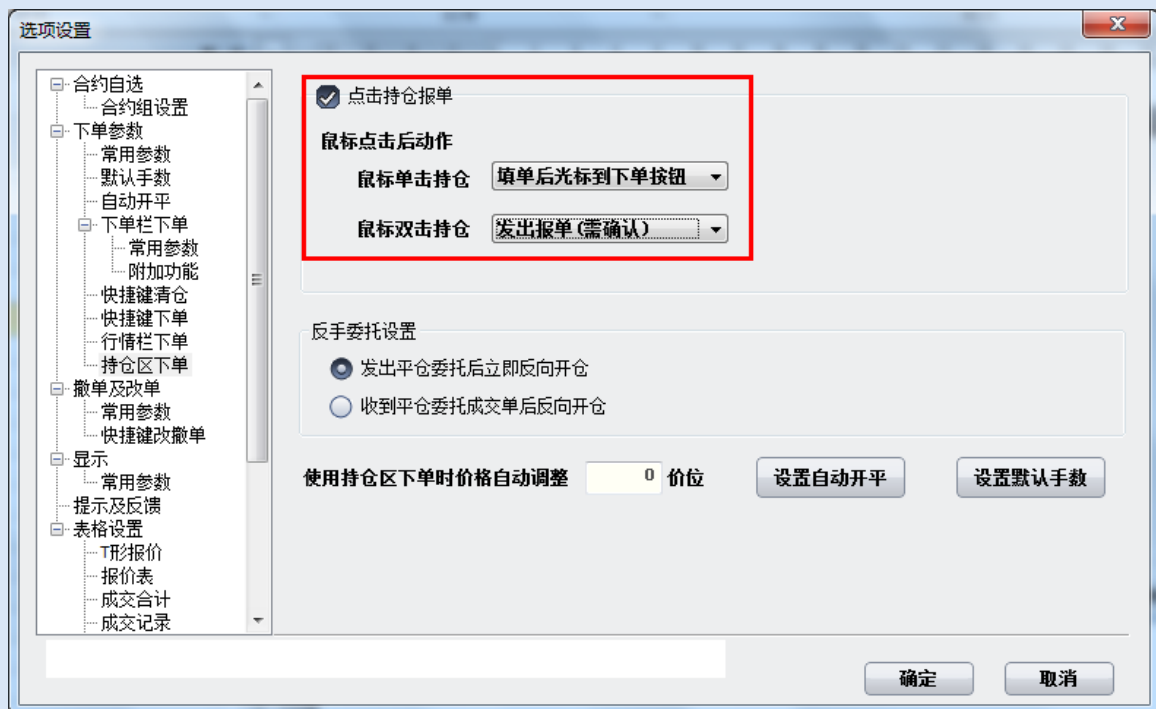 选项设置
合约自选
合约组设置
下单参数
常用参数
默认手数
自动开平
下单栏下单
常用参数
附加功能
快捷键清仓
快捷键下单
行情栏下单
持仓区下单
撤单及改单
常用参数
快捷键改撤单
显示
常用参数
提示及反馈
表格设置
T形报价
报价表
成交合计
成交记录
点击持仓报单
鼠标点击后动作
鼠标单击持仓 填单后光标到下单按钮
鼠标双击持仓 发出报单(需确认)
反手委托设置
发出平仓委托后立即反向开仓
收到平仓委托成交单后反向开仓
使用持仓区下单时价格自动调整 0 价位 设置自动开平 设置默认手数
确定 取消